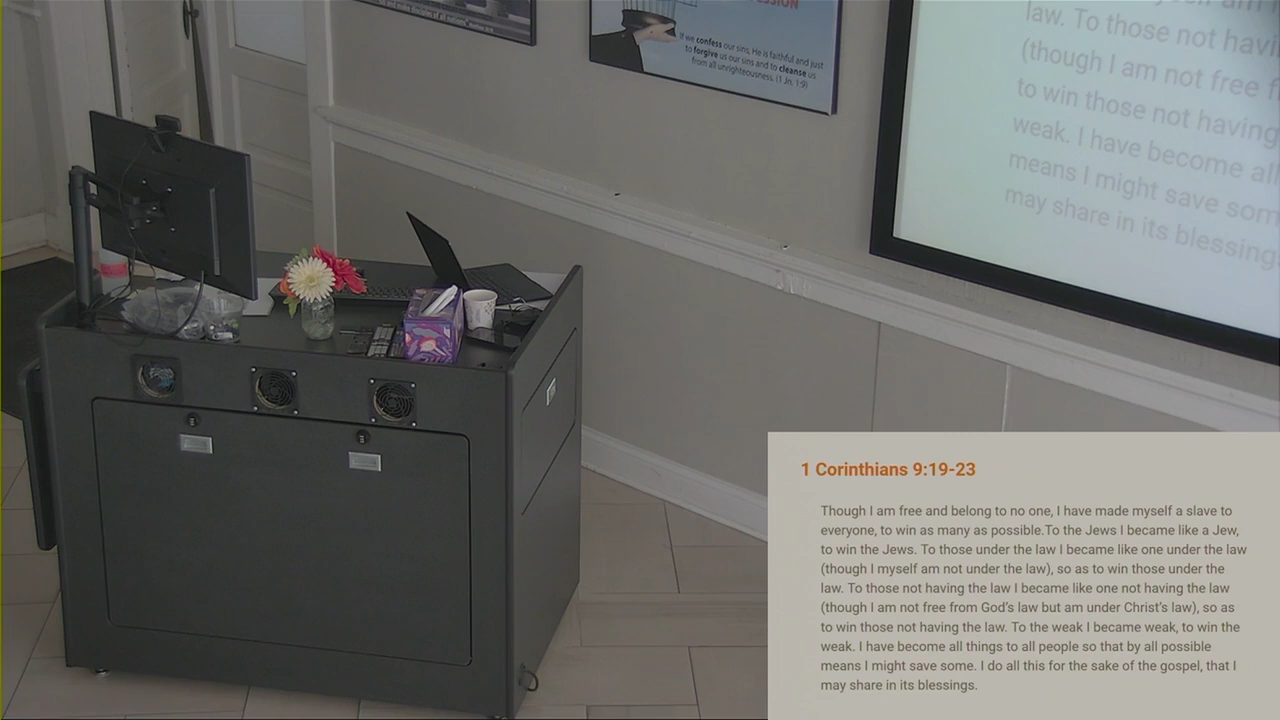 ESSION
If we confess our sins, He is faithful and just
to forgive us our sins and to cleanse us
from all unrighteousness. (1 Jn. 1:9)
law. To those not havi
(though I am not free f
to win those not having
weak. I have become all
means I might save som
may share in its blessing
1 Corinthians 9:19-23
Though I am free and belong to no one, I have made myself a slave to
everyone, to win as many as possible.To the Jews I became like a Jew,
to win the Jews. To those under the law I became like one under the law
(though I myself am not under the law), so as to win those under the
law. To those not having the law I became like one not having the law
(though I am not free from God's law but am under Christ's law), so as
to win those not having the law. To the weak I became weak, to win the
weak. I have become all things to all people so that by all possible
means I might save some. I do all this for the sake of the gospel, that I
may share in its blessings.